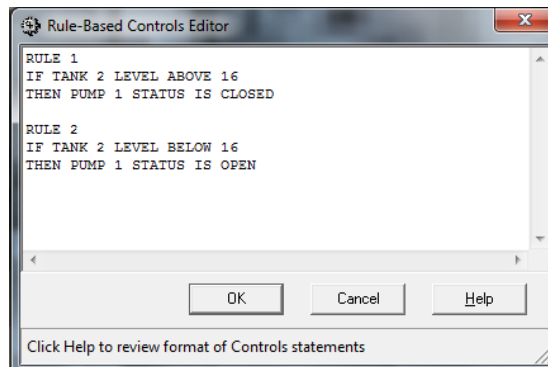 Rule-Based Controls Editor
RULE 1
IF TANK 2 LEVEL ABOVE 16
THEN PUMP 1 STATUS IS CLOSED
RULE 2
IF TANK 2 LEVEL BELOW 16
THEN PUMP 1 STATUS IS OPEN
OK Cancel Help
Click Help to review format of Controls statements